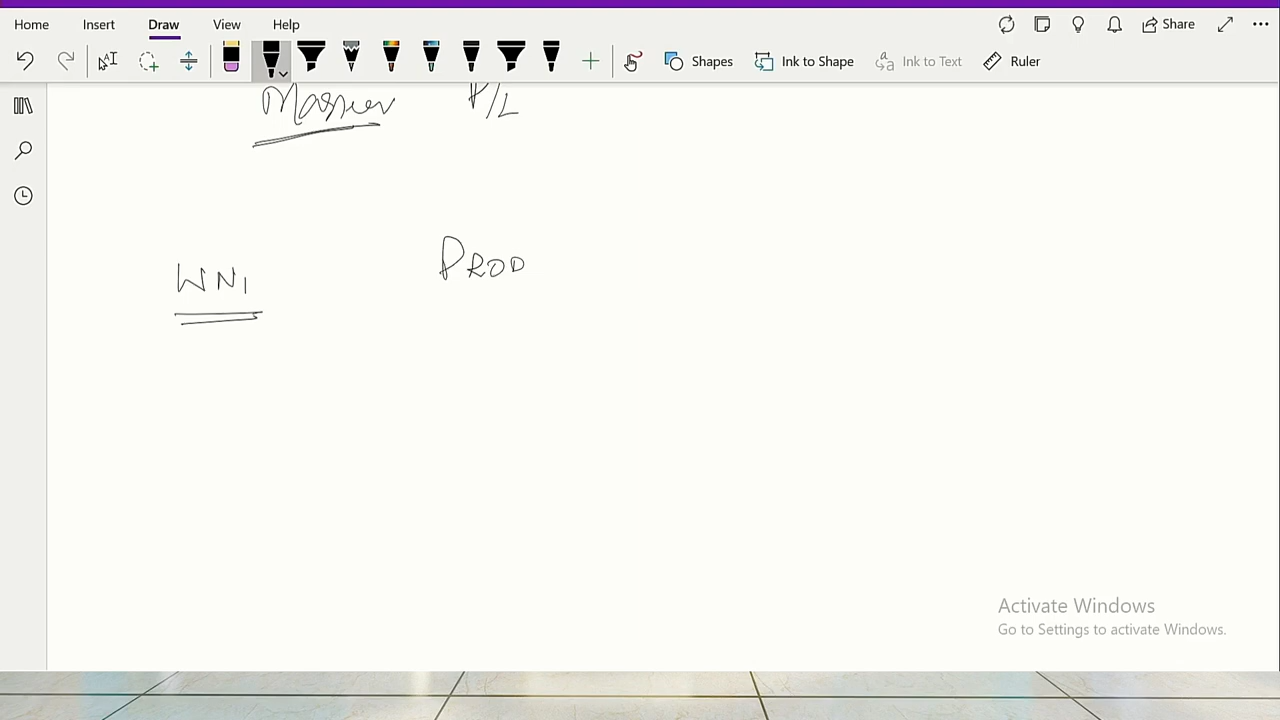 Home Insert Draw View Help Share
Shapes Ink to Shape Ink to Text Ruler
P/L
PROD
WN1
Activate Windows
Go to Settings to activate Windows.